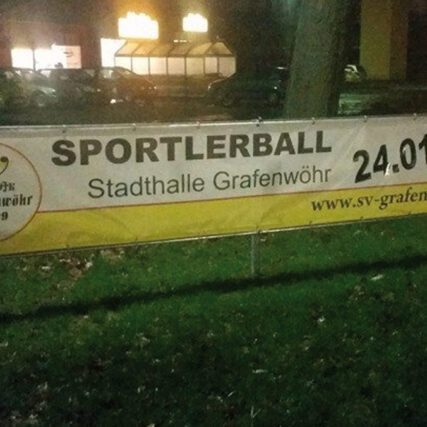 SPORTLERBALL
Stadthalle Grafenwöhr
24.01
www.sv-grafen